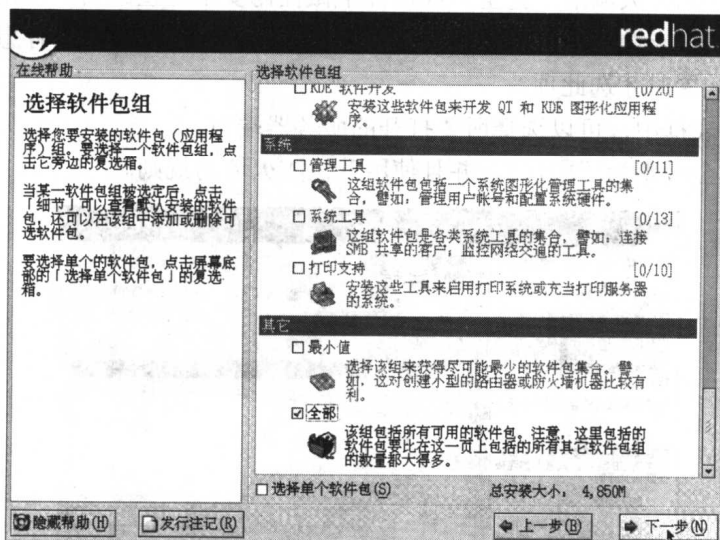 redhat
在线帮助
选择软件包组
选择您要安装的软件包（应用程
序）组。要选择一个软件包组，点
击它旁边的复选箱。
当某一软件包组被选定后，点击
「细节」可以查看默认安装的软件
包，还可以在该组中添加或删除可
选软件包。
要选择单个的软件包，点击屏幕底
部的「选择单个软件包」的复选
箱。
选择软件包组
KDE 软件开发 [0/20]
安装这些软件包来开发 QT 和 KDE 图形化应用程
序。
系统
管理工具 [0/11]
这组软件包包括一个系统图形化管理工具的集
合，譬如：管理用户帐号和配置系统硬件。
系统工具 [0/13]
这组软件包是各类系统工具的集合，譬如：连接
SMB 共享的客户，监控网络交通的工具。
打印支持 [0/10]
安装这些工具来启用打印系统或充当打印服务器
的系统。
其它
最小值
选择该组来获得尽可能最少的软件包集合。譬
如，这对创建小型的路由器或防火墙机器比较有
利。
全部
该组包括所有可用的软件包。注意，这里包括的
软件包要比在这一页上包括的所有其它软件包组
的数量都大得多。
选择单个软件包(S) 总安装大小： 4,850M
隐藏帮助(H) 发行注记(R) 上一步(B) 下一步(N)